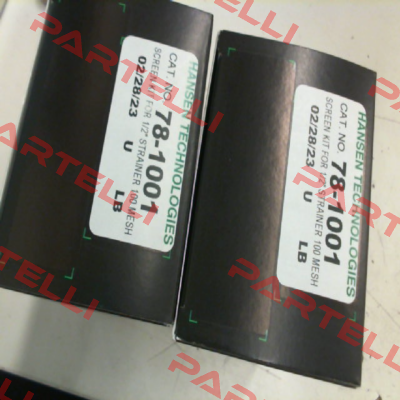 HANSEN TECHNOLOGIES
CAT. NO. 78-1001
SCREEN KIT FOR 1/2" STRAINER 100 MESH
02/28/23 U LB
HANSEN TECHNOLOGIES
CAT. NO. 78-1001
SCREEN KIT FOR 1/2" STRAINER 100 MESH
02/28/23 U LB
PARTELLI
PARTELLI
PARTELLI
PARTELLI
PARTELLI